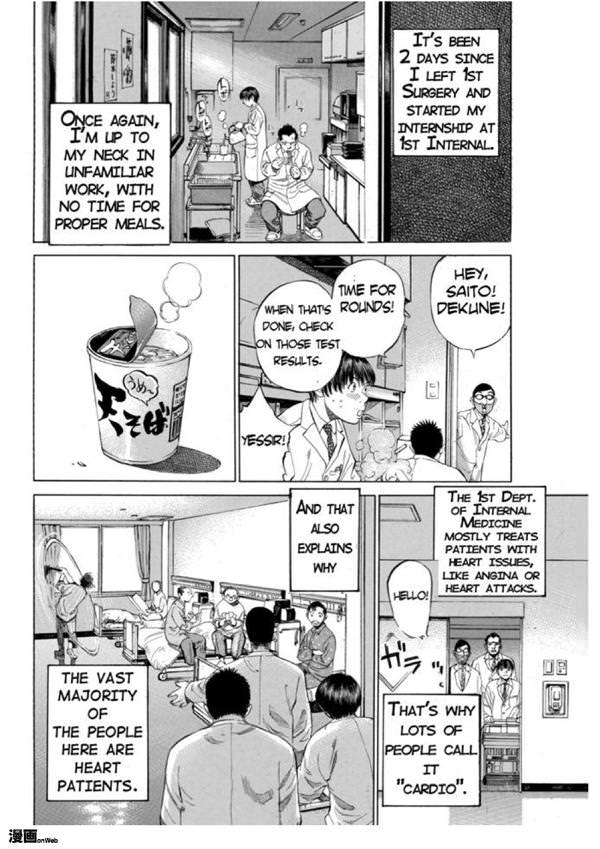 IT'S BEEN
2 DAYS SINCE
I LEFT 1ST
SURGERY AND
STARTED MY
INTERNSHIP AT
1ST INTERNAL.
ONCE AGAIN,
I'M UP TO
MY NECK IN
UNFAMILIAR
WORK, WITH
NO TIME FOR
PROPER MEALS.
HEY,
SAITO!
DEKUNE!
TIME FOR
ROUNDS!
WHEN THAT'S
DONE, CHECK
ON THOSE TEST
RESULTS.
YESSIR!
うめ〜
天そば
THE 1ST DEPT.
OF INTERNAL
MEDICINE
MOSTLY TREATS
PATIENTS WITH
HEART ISSUES,
LIKE ANGINA OR
HEART ATTACKS.
HELLO!
ガラ
THAT'S WHY
LOTS OF
PEOPLE CALL
IT
"CARDIO".
AND THAT
ALSO
EXPLAINS
WHY
THE VAST
MAJORITY
OF
THE PEOPLE
HERE ARE
HEART
PATIENTS.
漫画onWeb